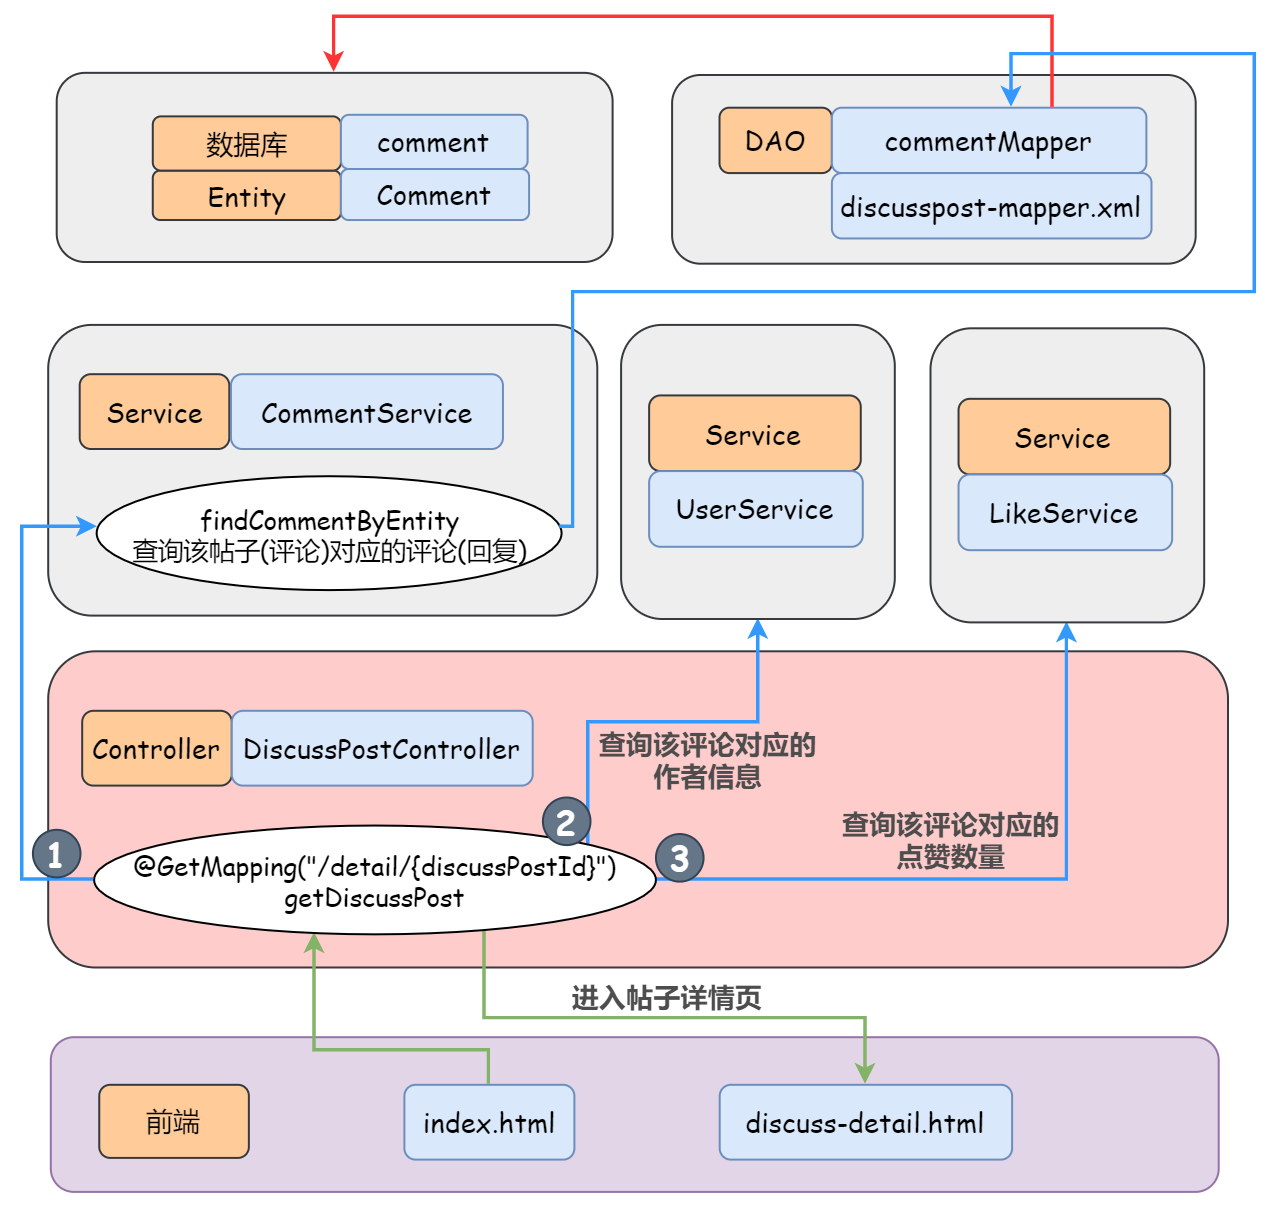 数据库
comment
Entity
Comment
DAO
commentMapper
discusspost-mapper.xml
Service
CommentService
findCommentByEntity
查询该帖子(评论)对应的评论(回复)
Service
UserService
Service
LikeService
Controller
DiscussPostController
查询该评论对应的
作者信息
查询该评论对应的
点赞数量
1
2
3
@GetMapping("/detail/{discussPostId}")
getDiscussPost
进入帖子详情页
前端
index.html
discuss-detail.html